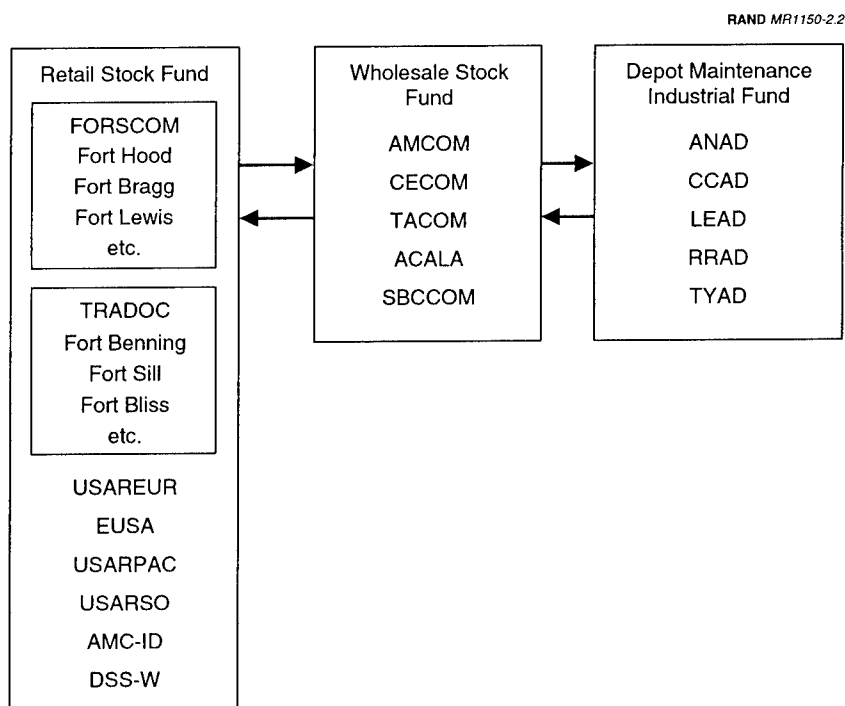 RAND MR1150-2.2
Retail Stock Fund
FORSCOM
Fort Hood
Fort Bragg
Fort Lewis
etc.
TRADOC
Fort Benning
Fort Sill
Fort Bliss
etc.
USAREUR
EUSA
USARPAC
USARSO
AMC-ID
DSS-W
Wholesale Stock
Fund
AMCOM
CECOM
TACOM
ACALA
SBCCOM
Depot Maintenance
Industrial Fund
ANAD
CCAD
LEAD
RRAD
TYAD